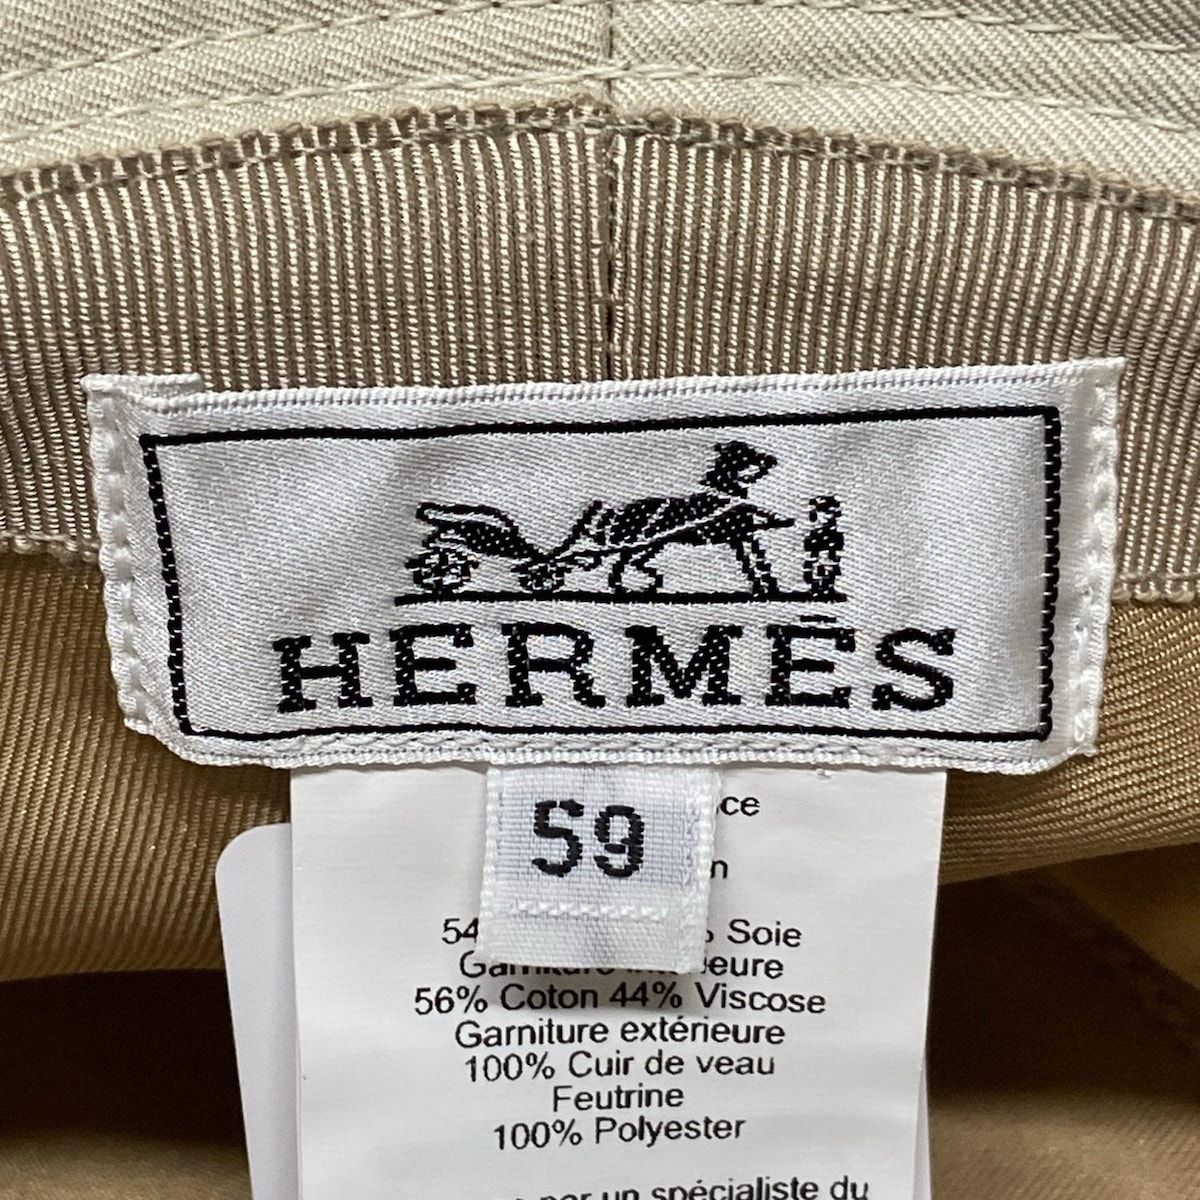 HERMÈS
59
54 Soie
Garniture
56% Coton 44% Viscose
Garniture extérieure
100% Cuir de veau
Feutrine
100% Polyester
par un spécialiste du